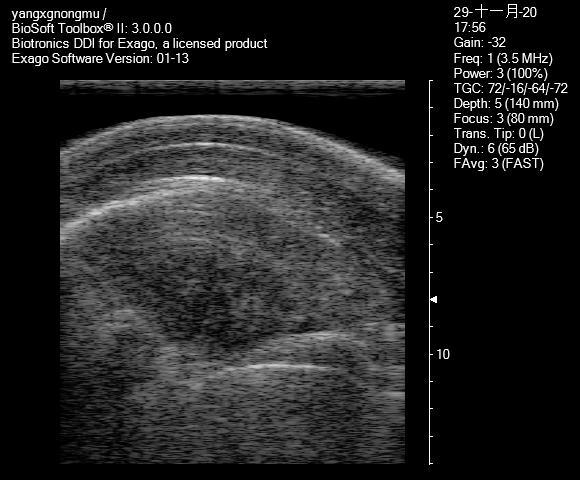 yangxgnongmu /
BioSoft Toolbox® II: 3.0.0.0
Biotronics DDI for Exago, a licensed product
Exago Software Version: 01-13
29-十一月-20
17:56
Gain: -32
Freq: 1 (3.5 MHz)
Power: 3 (100%)
TGC: 72/-16/-64/-72
Depth: 5 (140 mm)
Focus: 3 (80 mm)
Trans. Tip: 0 (L)
Dyn.: 6 (65 dB)
FAvg: 3 (FAST)
5
10